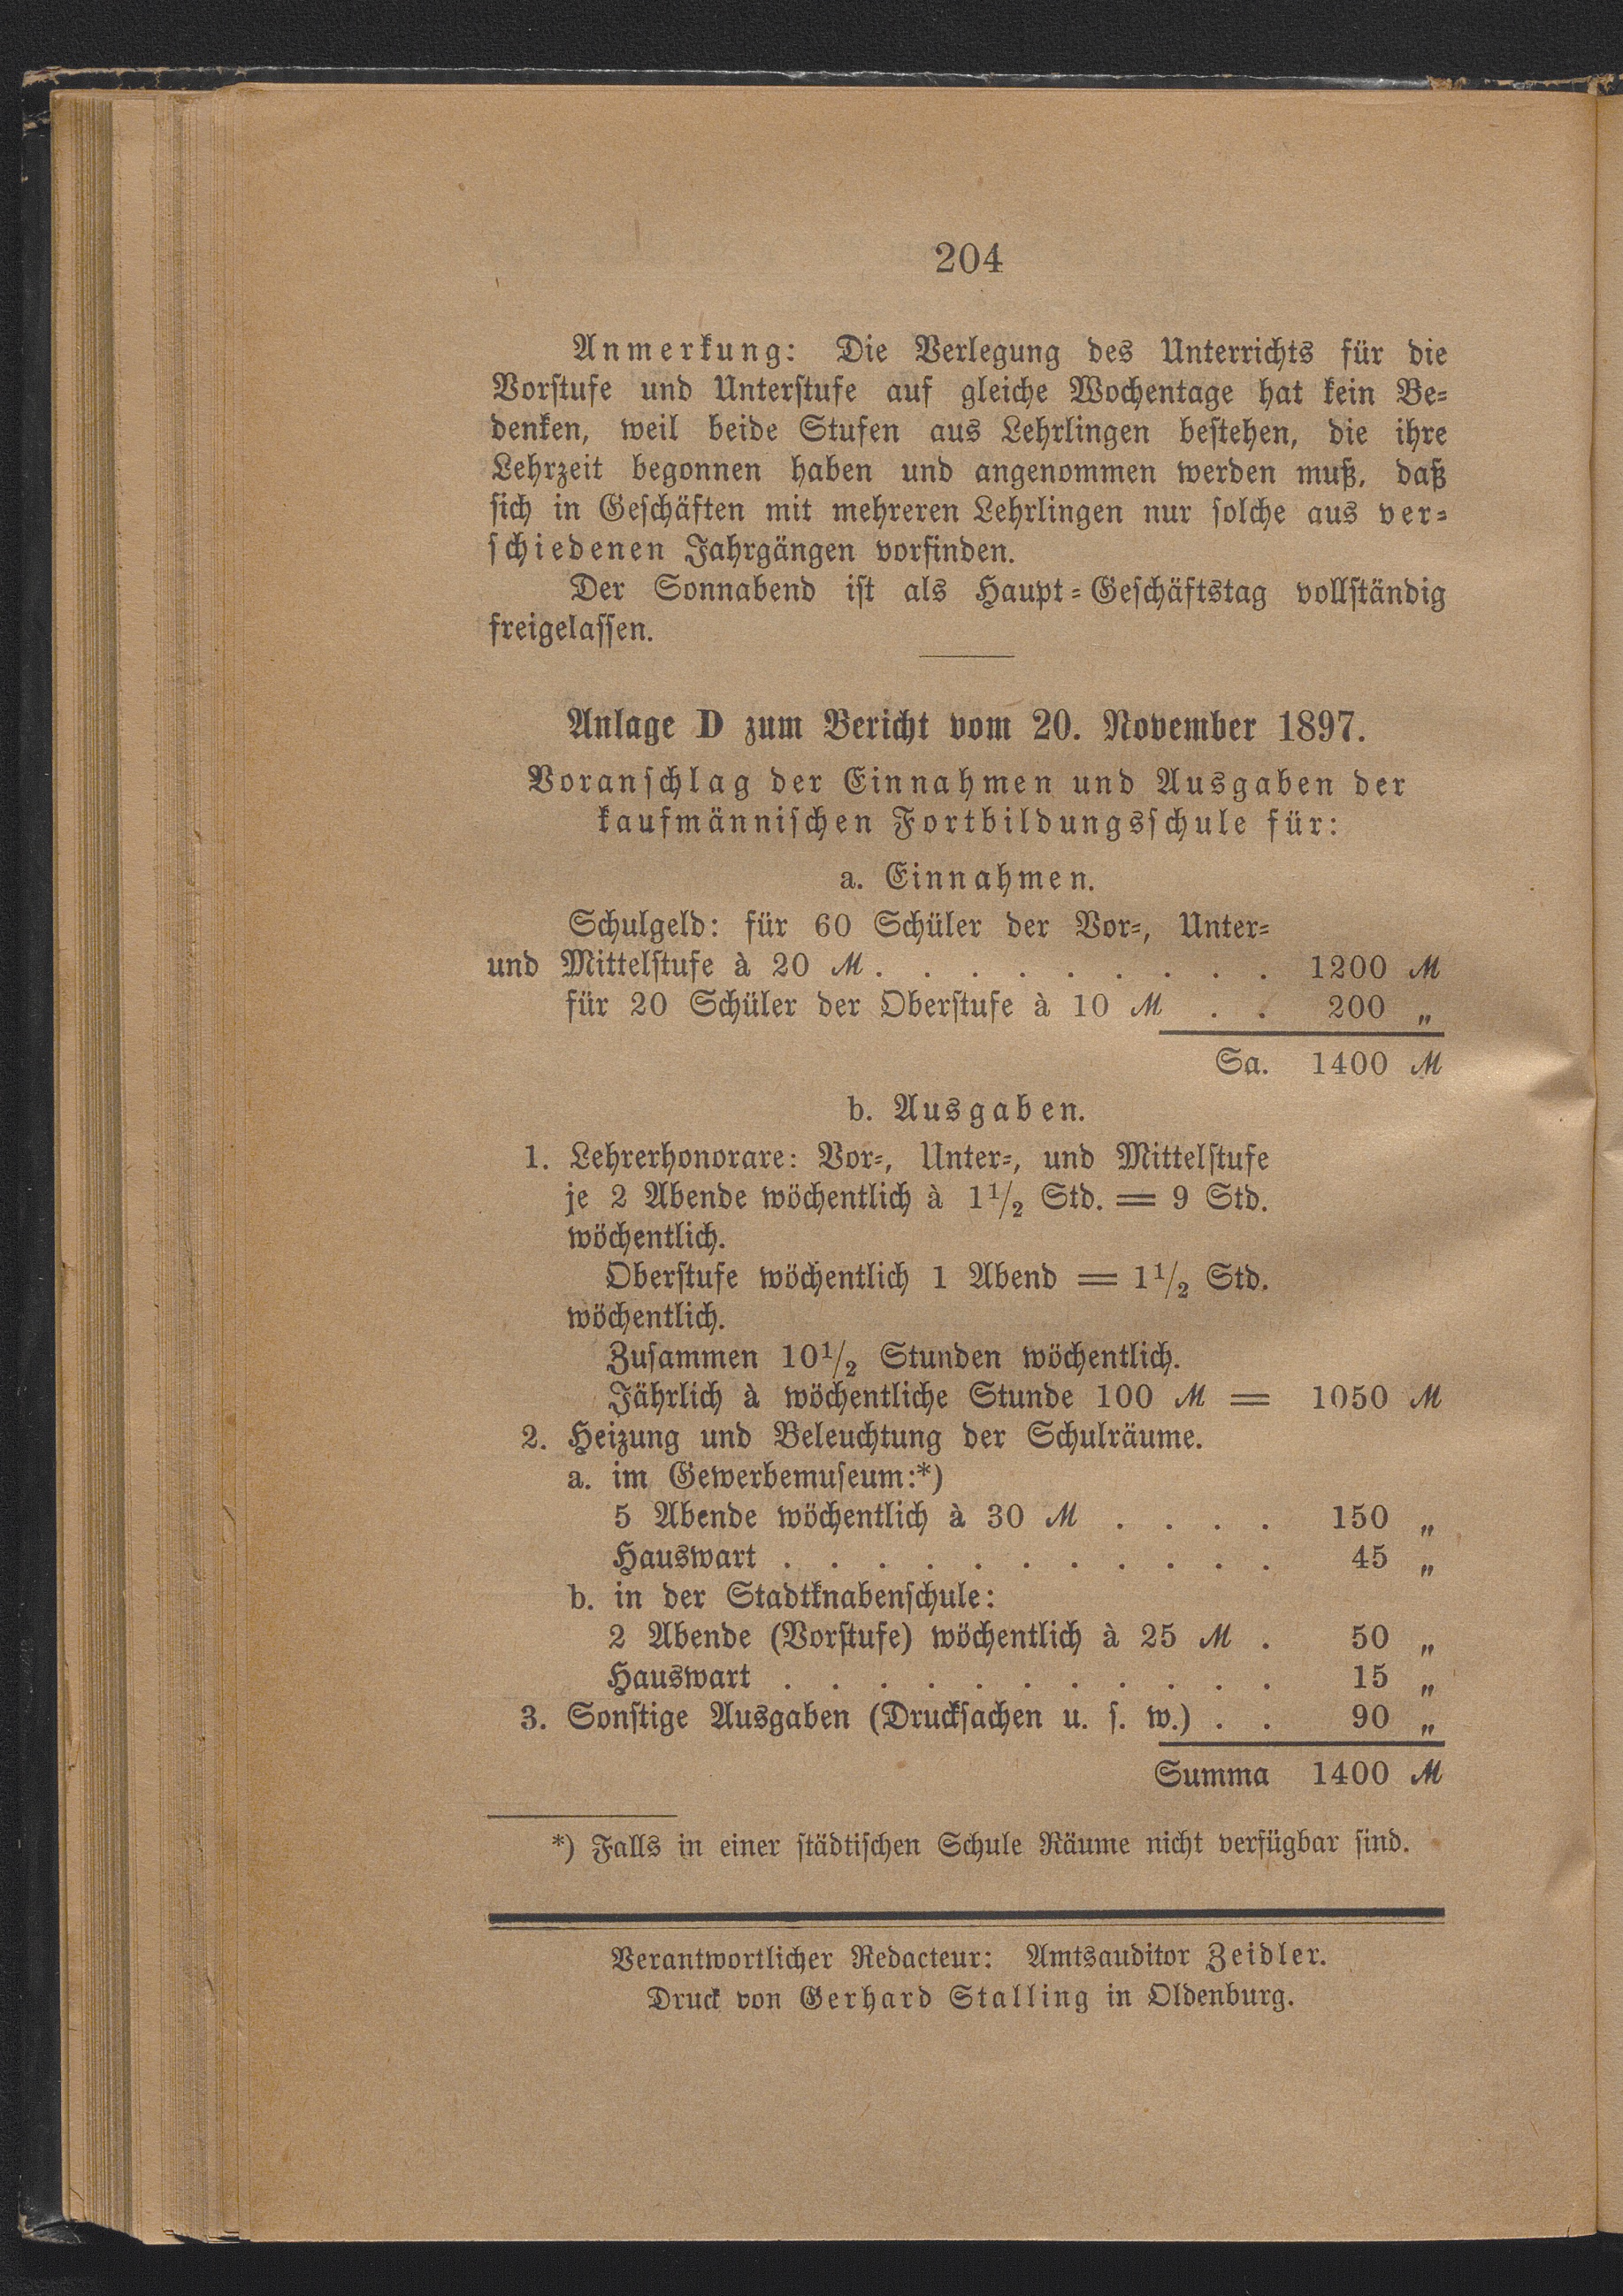 204
Anmerkung: Die Verlegung des Unterrichts für die
Vorstufe und Unterstufe auf gleiche Wochentage hat kein Be-
denken, weil beide Stufen aus Lehrlingen bestehen, die ihre
Lehrzeit begonnen haben und angenommen werden muß, daß
sich in Geschäften mit mehreren Lehrlingen nur solche aus ver-
schiedenen Jahrgängen vorfinden.
Der Sonnabend ist als Haupt-Geschäftstag vollständig
freigelassen.
Anlage D zum Bericht vom 20. November 1897.
Voranschlag der Einnahmen und Ausgaben der
kaufmännischen Fortbildungsschule für:
a. Einnahmen.
Schulgeld: für 60 Schüler der Vor-, Unter-
und Mittelstufe à 20 ℳ . . . . . . . . . 1200 ℳ
für 20 Schüler der Oberstufe à 10 ℳ . . 200 „
Sa. 1400 ℳ
b. Ausgaben.
1. Lehrerhonorare: Vor-, Unter-, und Mittelstufe
je 2 Abende wöchentlich à 1 1/2 Std. = 9 Std.
wöchentlich.
Oberstufe wöchentlich 1 Abend = 1 1/2 Std.
wöchentlich.
Zusammen 10 1/2 Stunden wöchentlich.
Jährlich à wöchentliche Stunde 100 ℳ = 1050 ℳ
2. Heizung und Beleuchtung der Schulräume.
a. im Gewerbemuseum:*)
5 Abende wöchentlich à 30 ℳ . . . . 150 „
Hauswart . . . . . . . . . . . 45 „
b. in der Stadtknabenschule:
2 Abende (Vorstufe) wöchentlich à 25 ℳ . 50 „
Hauswart . . . . . . . . . . . 15 „
3. Sonstige Ausgaben (Drucksachen u. s. w.) . . 90 „
Summa 1400 ℳ
*) Falls in einer städtischen Schule Räume nicht verfügbar sind.
Verantwortlicher Redacteur: Amtsauditor Zeidler.
Druck von Gerhard Stalling in Oldenburg.